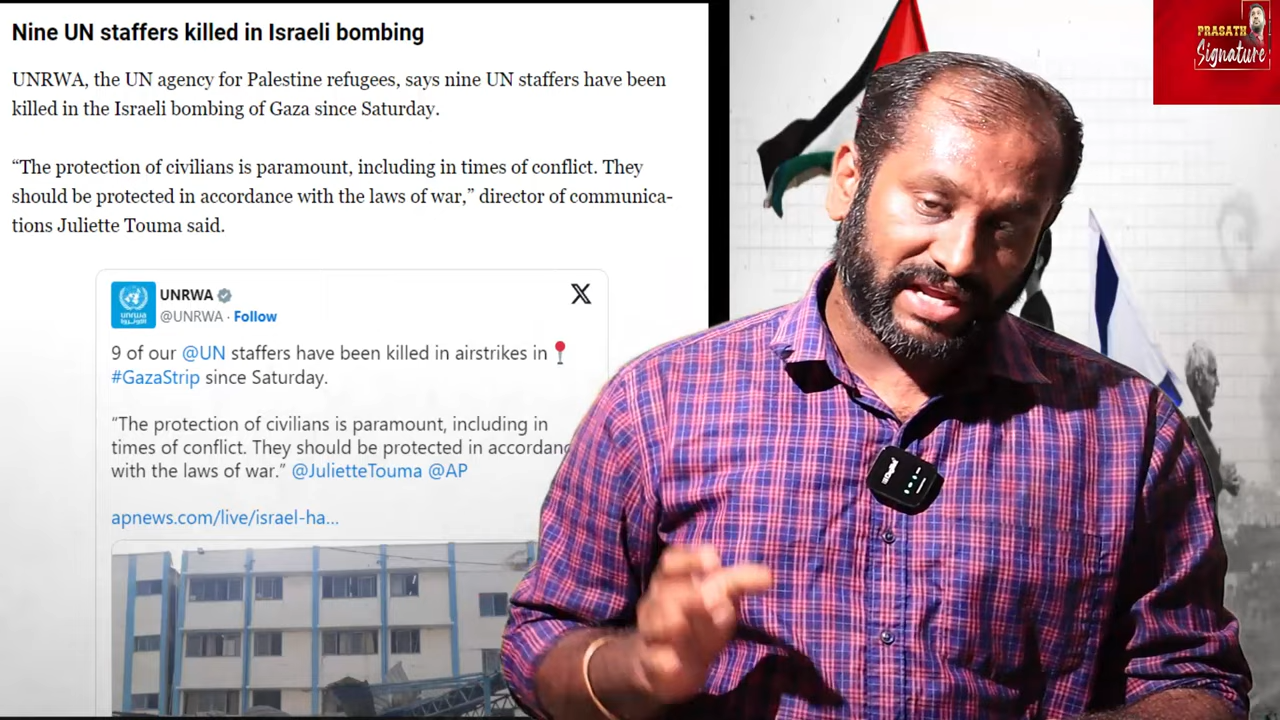 Nine UN staffers killed in Israeli bombing
UNRWA, the UN agency for Palestine refugees, says nine UN staffers have been
killed in the Israeli bombing of Gaza since Saturday.
“The protection of civilians is paramount, including in times of conflict. They
should be protected in accordance with the laws of war,” director of communica-
tions Juliette Touma said.
unrwa
UNRWA
@UNRWA · Follow
9 of our @UN staffers have been killed in airstrikes in 📍
#GazaStrip since Saturday.
“The protection of civilians is paramount, including in
times of conflict. They should be protected in accordanc
with the laws of war.” @JulietteTouma @AP
apnews.com/live/israel-ha...
PRASATH
Signature